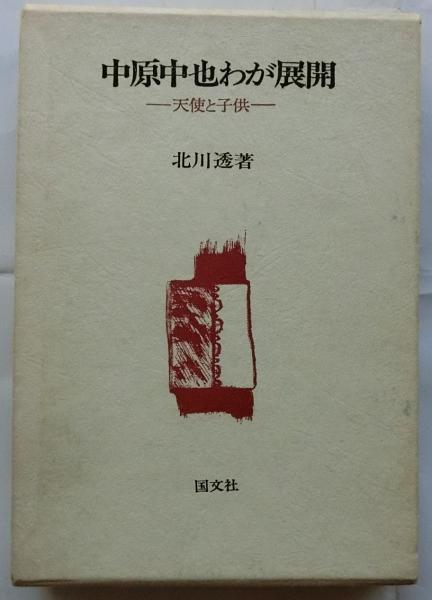 中原中也わが展開
―天使と子供―
北川透著
国文社